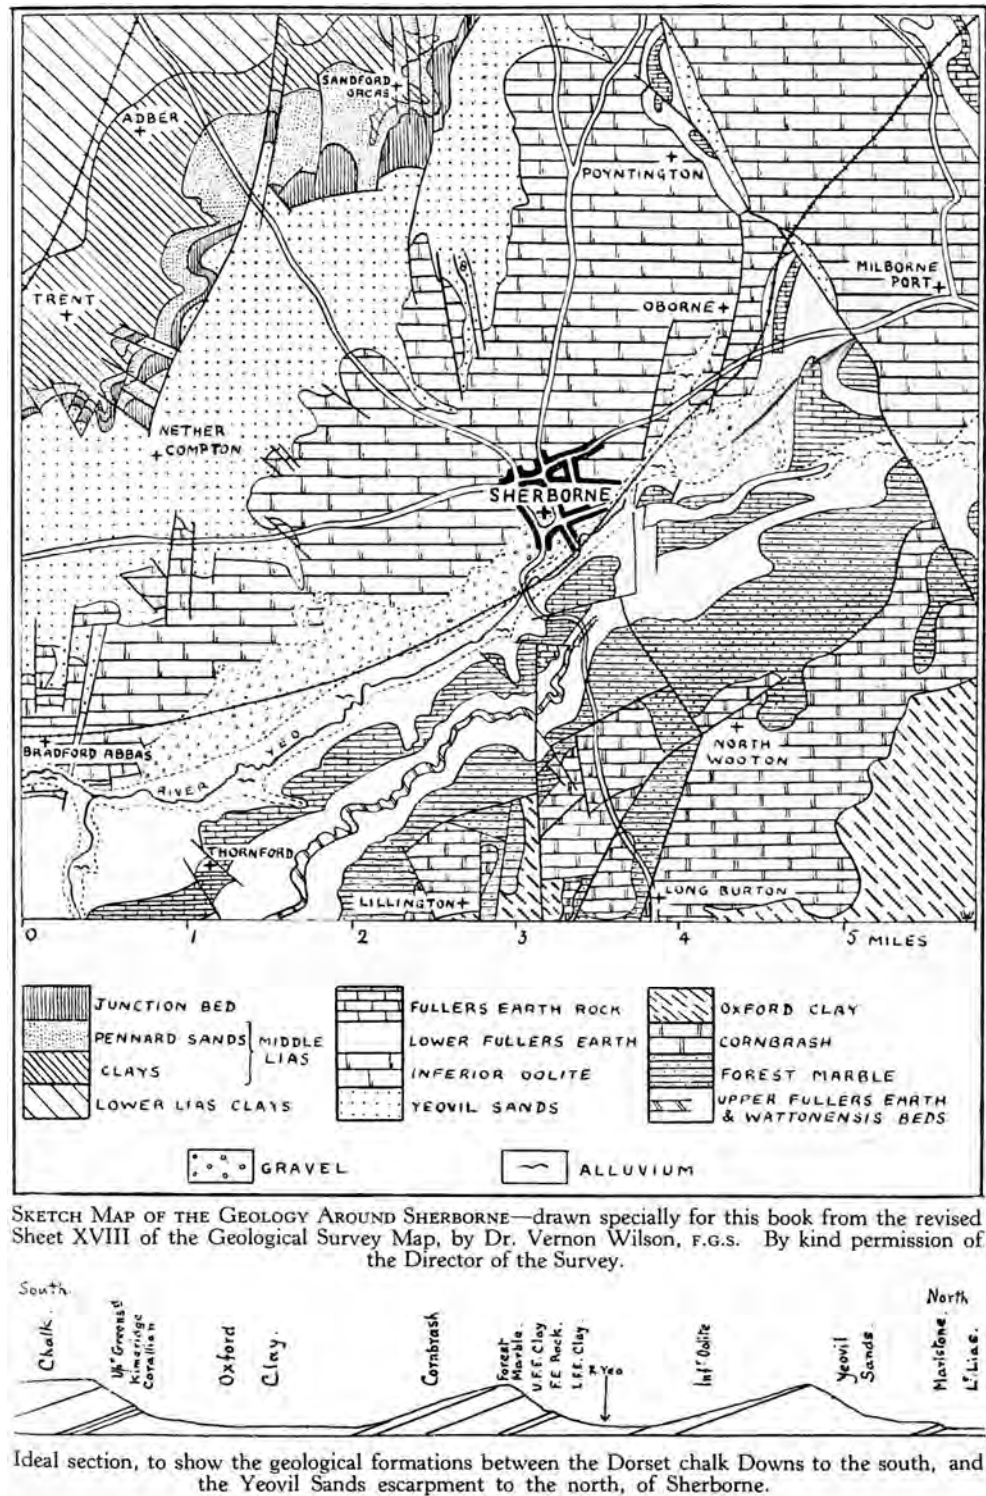 SANDFORD
ORCAS
ADBER
POYNTINGTON
MILBORNE
PORT
TRENT
OBORNE
NETHER
COMPTON
SHERBORNE
BRADFORD ABBAS
RIVER YEO
NORTH
WOOTON
THORNFORD
LILLINGTON
LONG BURTON
0 1 2 3 4 5 MILES
JUNCTION BED
PENNARD SANDS
CLAYS
MIDDLE
LIAS
LOWER LIAS CLAYS
FULLERS EARTH ROCK
LOWER FULLERS EARTH
INFERIOR OOLITE
YEOVIL SANDS
OXFORD CLAY
CORNBRASH
FOREST MARBLE
UPPER FULLERS EARTH
& WATTONENSIS BEDS
GRAVEL
ALLUVIUM
SKETCH MAP OF THE GEOLOGY AROUND SHERBORNE—drawn specially for this book from the revised
Sheet XVIII of the Geological Survey Map, by Dr. Vernon Wilson, F.G.S. By kind permission of
the Director of the Survey.
South.
North
Chalk.
Upr Greensd
Kimeridge
Corallian
Oxford
Clay.
Cornbrash
Forest
Marble.
U.F.E. Clay
F.E. Rock.
L.F.E. Clay.
R. Yeo
Infr Oolite
Yeovil
Sands.
Marlstone.
Lr. Lias.
Ideal section, to show the geological formations between the Dorset chalk Downs to the south, and
the Yeovil Sands escarpment to the north, of Sherborne.